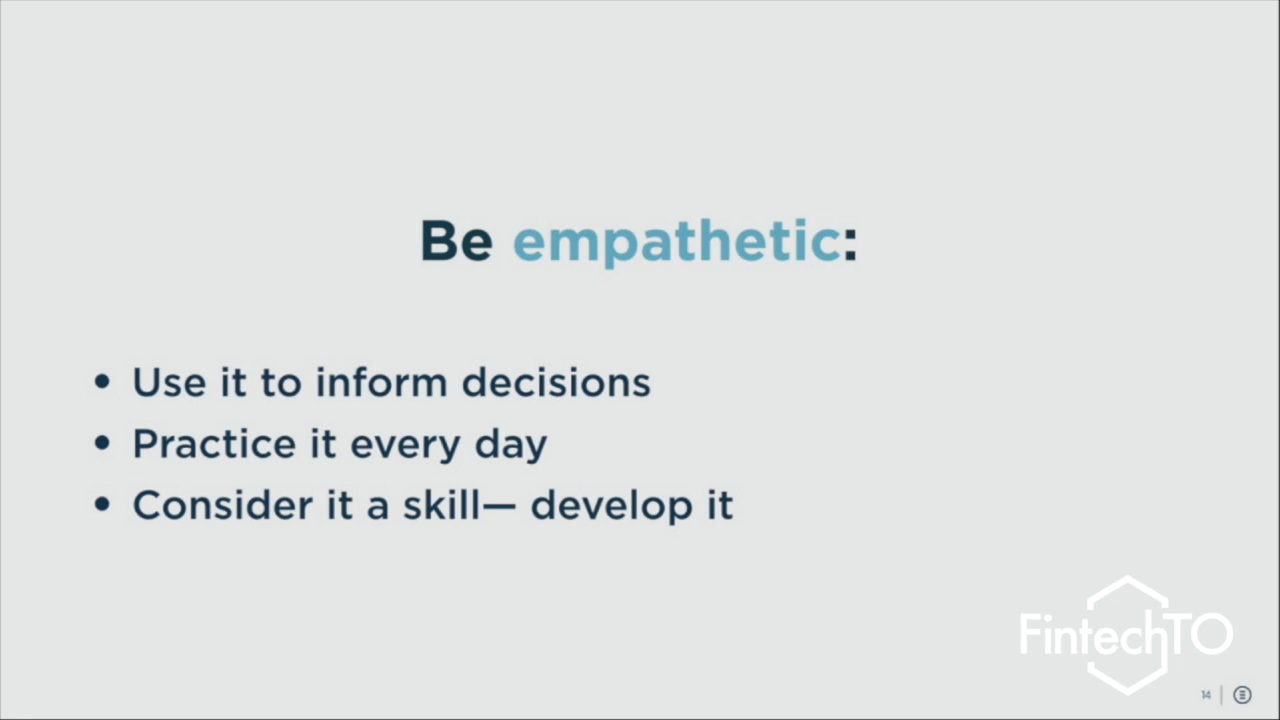 Be empathetic:
• Use it to inform decisions
• Practice it every day
• Consider it a skill— develop it
FintechTO
14